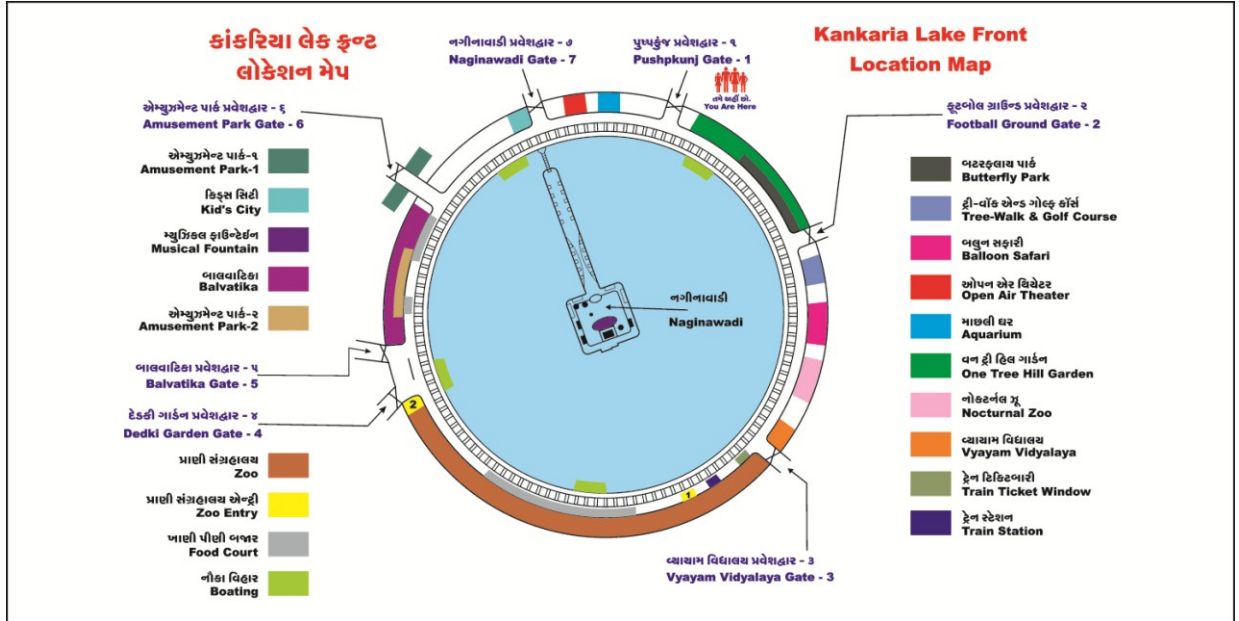 કાંકરિયા લેક ફ્રન્ટ
લોકેશન મેપ
Kankaria Lake Front
Location Map
નગીનાવાડી પ્રવેશદ્વાર - ૭
Naginawadi Gate - 7
પુષ્પકુંજ પ્રવેશદ્વાર - ૧
Pushpkunj Gate - 1
તમે અહીં છો.
You Are Here
એમ્યુઝમેન્ટ પાર્ક પ્રવેશદ્વાર - ૬
Amusement Park Gate - 6
ફૂટબોલ ગ્રાઉન્ડ પ્રવેશદ્વાર - ૨
Football Ground Gate - 2
એમ્યુઝમેન્ટ પાર્ક-૧
Amusement Park-1
કિડ્સ સિટી
Kid's City
મ્યુઝિકલ ફાઉન્ટેઈન
Musical Fountain
બાલવાટિકા
Balvatika
એમ્યુઝમેન્ટ પાર્ક-૨
Amusement Park-2
બાલવાટિકા પ્રવેશદ્વાર - ૫
Balvatika Gate - 5
દેડકી ગાર્ડન પ્રવેશદ્વાર - ૪
Dedki Garden Gate - 4
પ્રાણી સંગ્રહાલય
Zoo
પ્રાણી સંગ્રહાલય એન્ટ્રી
Zoo Entry
ખાણી પીણી બજાર
Food Court
નૌકા વિહાર
Boating
નગીનાવાડી
Naginawadi
2
1
વ્યાયામ વિદ્યાલય પ્રવેશદ્વાર - ૩
Vyayam Vidyalaya Gate - 3
બટરફ્લાય પાર્ક
Butterfly Park
ટ્રી-વૉક એન્ડ ગોલ્ફ કૉર્સ
Tree-Walk & Golf Course
બલુન સફારી
Balloon Safari
ઓપન એર થિયેટર
Open Air Theater
માછલી ઘર
Aquarium
વન ટ્રી હિલ ગાર્ડન
One Tree Hill Garden
નોકટર્નલ ઝૂ
Nocturnal Zoo
વ્યાયામ વિદ્યાલય
Vyayam Vidyalaya
ટ્રેન ટિકિટબારી
Train Ticket Window
ટ્રેન સ્ટેશન
Train Station